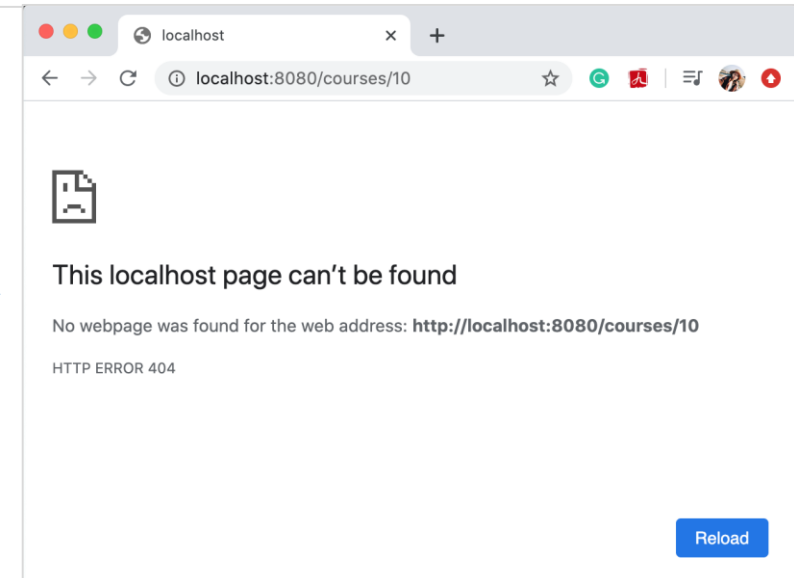 localhost
localhost:8080/courses/10
This localhost page can't be found
No webpage was found for the web address: http://localhost:8080/courses/10
HTTP ERROR 404
Reload